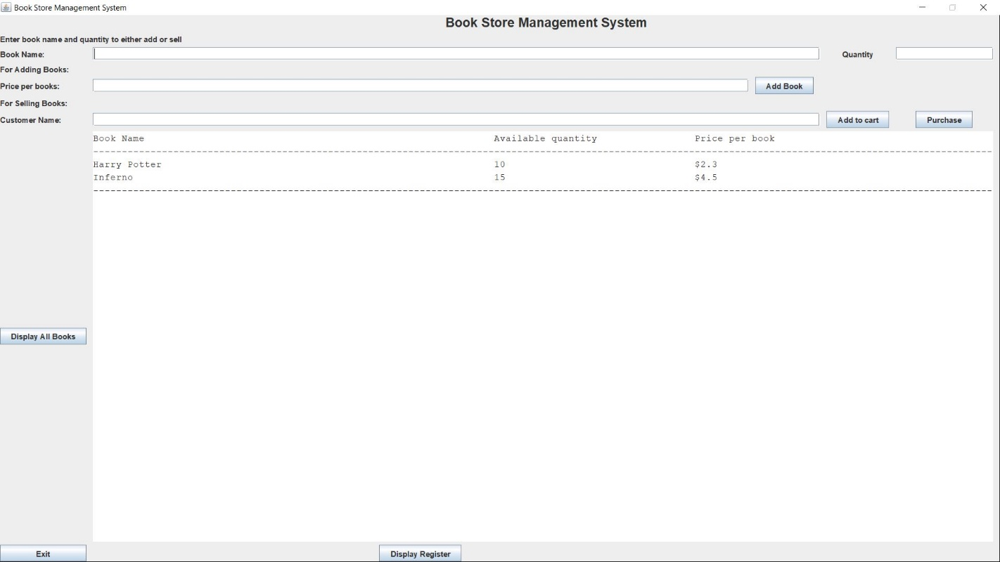 Book Store Management System
Book Store Management System
Enter book name and quantity to either add or sell
Book Name: Quantity
For Adding Books:
Price per books: Add Book
For Selling Books:
Customer Name: Add to cart Purchase
Book Name Available quantity Price per book
Harry Potter 10 $2.3
Inferno 15 $4.5
Display All Books
Exit Display Register